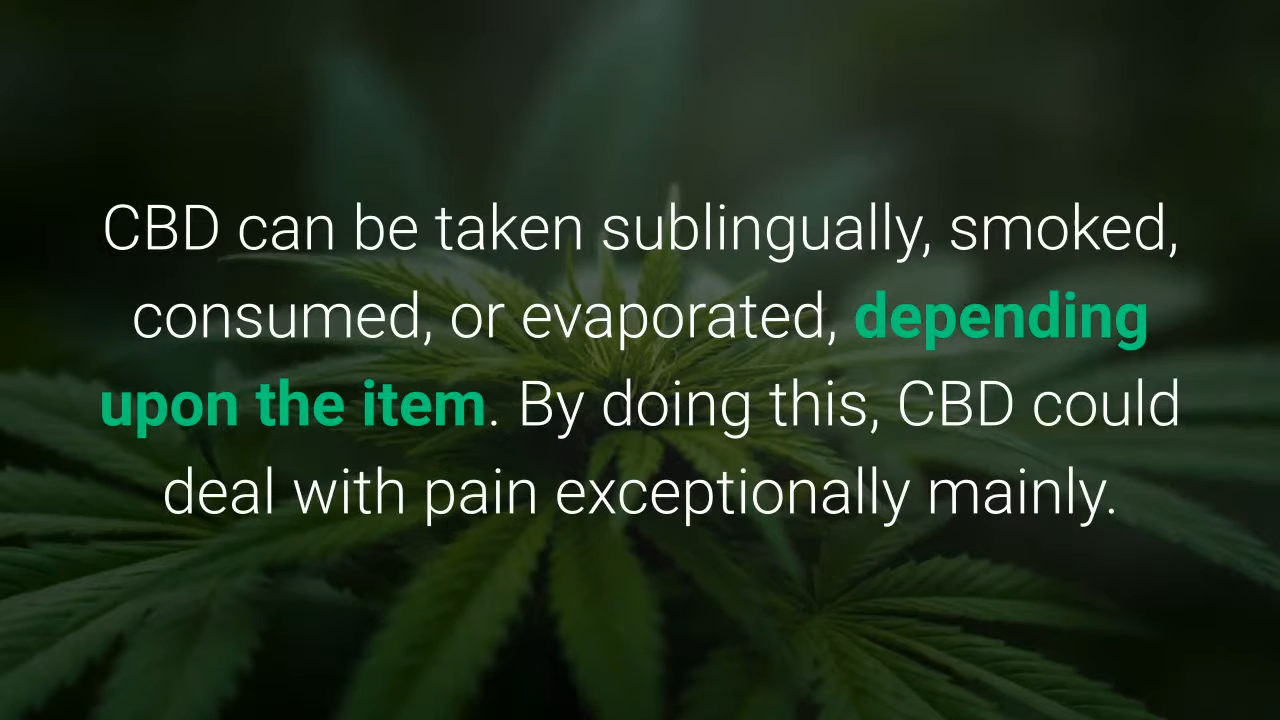 CBD can be taken sublingually, smoked,
consumed, or evaporated, depending
upon the item. By doing this, CBD could
deal with pain exceptionally mainly.